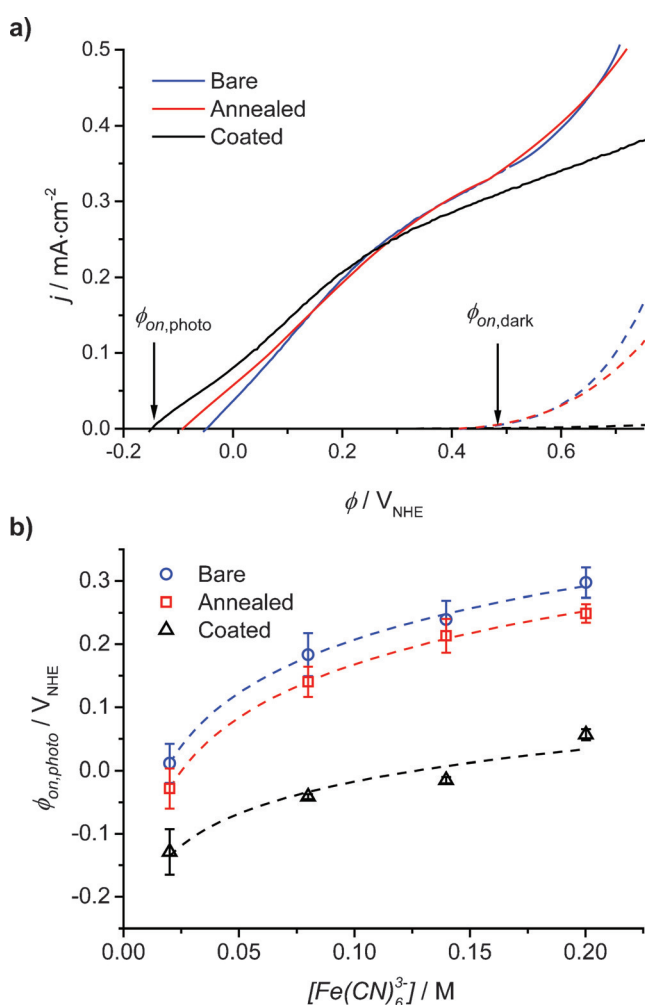 a)
0.5
Bare
Annealed
0.4
Coated
0.3
j / mA·cm⁻²
0.2
ϕon,photo
ϕon,dark
0.1
0.0
-0.2 0.0 0.2 0.4 0.6
ϕ / VNHE
b)
0.3
Bare
Annealed
Coated
0.2
0.1
ϕon,photo / VNHE
0.0
-0.1
-0.2
0.00 0.05 0.10 0.15 0.20
[Fe(CN)₆³⁻] / M